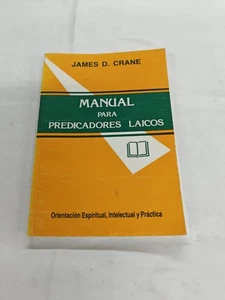 JAMES D. CRANE
MANUAL
PARA
PREDICADORES LAICOS
Orientación Espiritual, Intelectual y Práctica